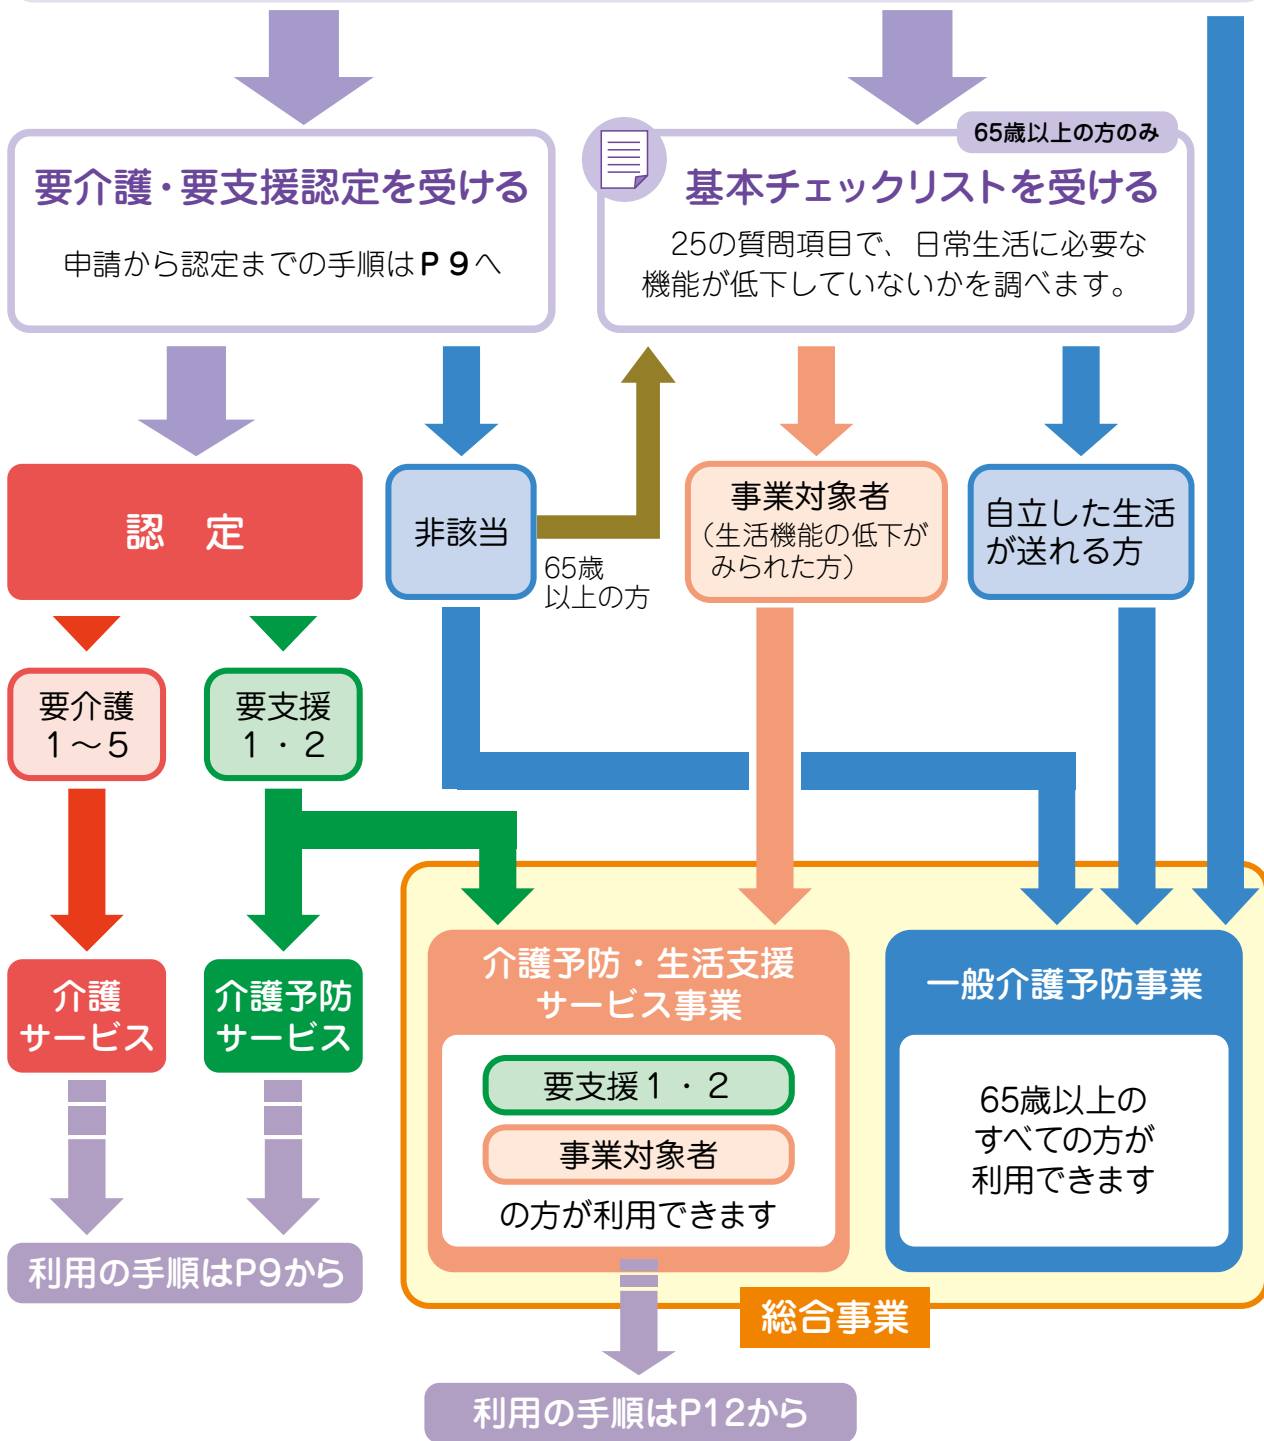 要介護・要支援認定を受ける
申請から認定までの手順はP9へ
65歳以上の方のみ
基本チェックリストを受ける
25の質問項目で、日常生活に必要な
機能が低下していないかを調べます。
認　定
非該当
65歳
以上の方
事業対象者
（生活機能の低下が
みられた方）
自立した生活
が送れる方
要介護
1～5
要支援
1・2
介護
サービス
介護予防
サービス
介護予防・生活支援
サービス事業
要支援1・2
事業対象者
の方が利用できます
一般介護予防事業
65歳以上の
すべての方が
利用できます
利用の手順はP9から
総合事業
利用の手順はP12から